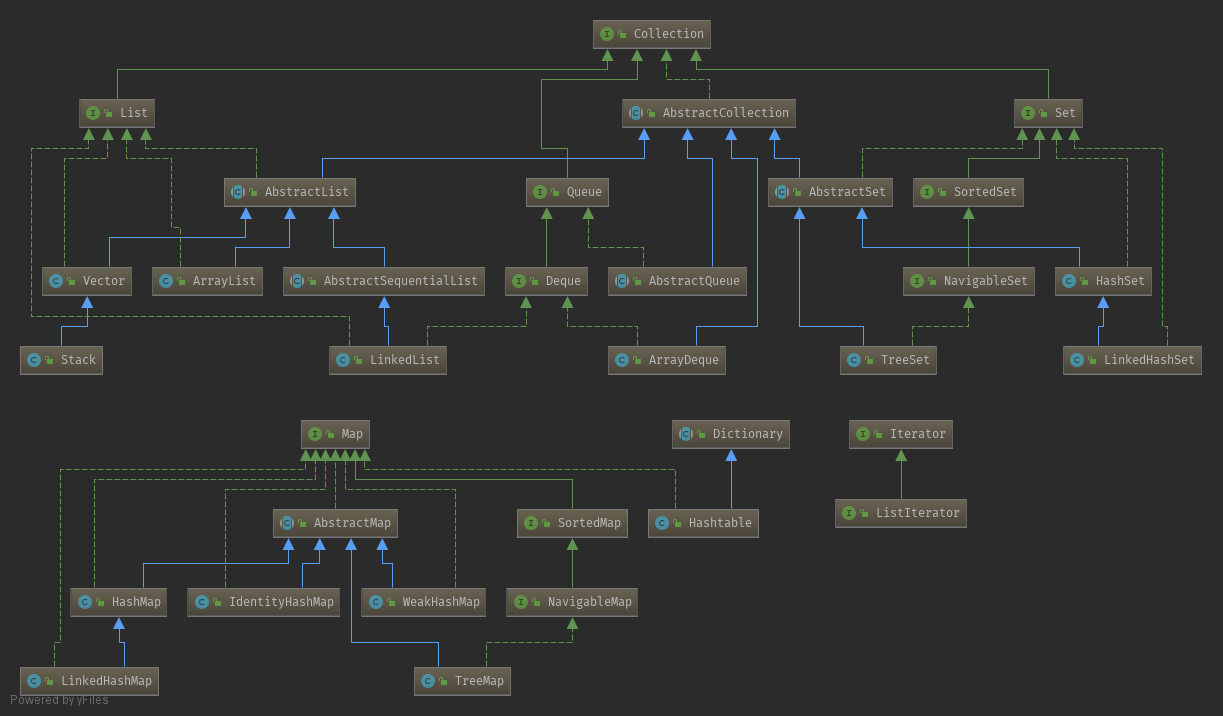 Collection
List
AbstractCollection
Set
AbstractList
Queue
AbstractSet
SortedSet
Vector
ArrayList
AbstractSequentialList
Deque
AbstractQueue
NavigableSet
HashSet
Stack
LinkedList
ArrayDeque
TreeSet
LinkedHashSet
Map
Dictionary
Iterator
AbstractMap
SortedMap
Hashtable
ListIterator
HashMap
IdentityHashMap
WeakHashMap
NavigableMap
LinkedHashMap
TreeMap
Powered by yFiles